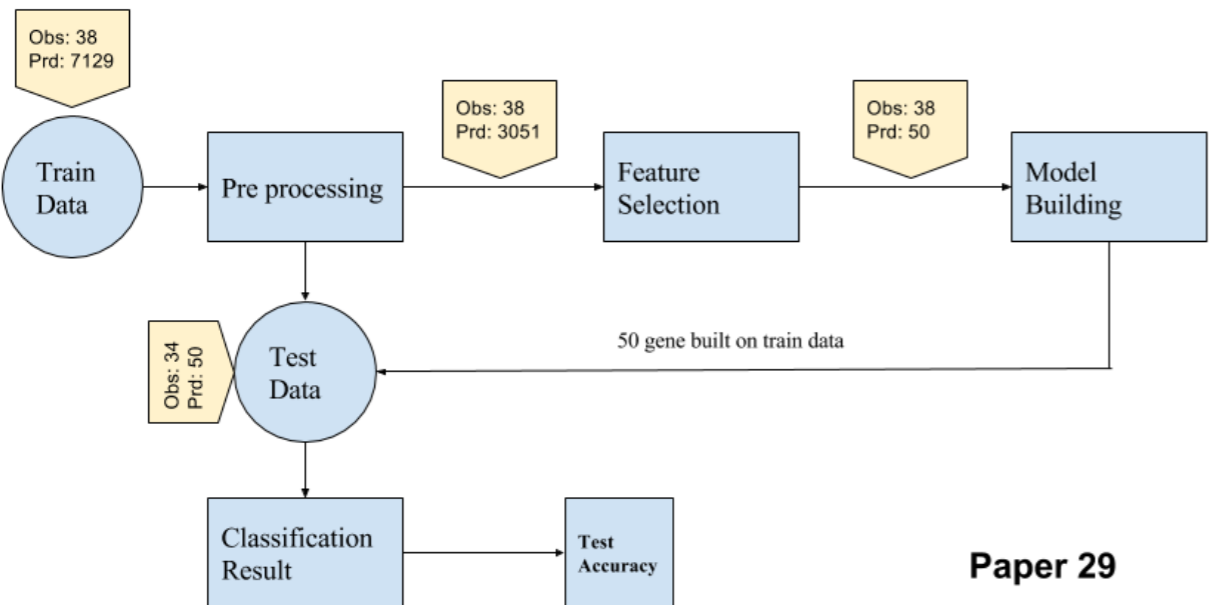 Obs: 38
Prd: 7129
Train
Data
Pre processing
Obs: 38
Prd: 3051
Feature
Selection
Obs: 38
Prd: 50
Model
Building
50 gene built on train data
Obs: 34
Prd: 50
Test
Data
Classification
Result
Test
Accuracy
Paper 29